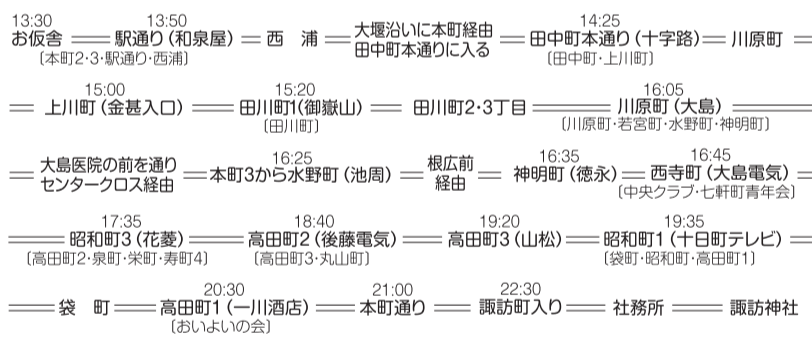 13:30 13:50 14:25
お仮舎 駅通り(和泉屋) 西 浦 大堰沿いに本町経由 田中町本通りに入る 田中町本通り(十字路) 川原町
〔本町2・3・駅通り・西浦〕 〔田中町・上川町〕
15:00 15:20 16:05
上川町(金甚入口) 田川町1(御嶽山) 田川町2・3丁目 川原町(大島)
〔田川町〕 〔川原町・若宮町・水野町・神明町〕
16:25 16:35 16:45
大島医院の前を通り センタークロス経由 本町3から水野町(池周) 根広前 経由 神明町(徳永) 西寺町(大島電気)
〔中央クラブ・七軒町青年会〕
17:35 18:40 19:20 19:35
昭和町3(花菱) 高田町2(後藤電気) 高田町3(山松) 昭和町1(十日町テレビ)
〔高田町2・泉町・栄町・寿町4〕 〔高田町3・丸山町〕 〔袋町・昭和町・高田町1〕
20:30 21:00 22:30
袋 町 高田町1(一川酒店) 本町通り 諏訪町入り 社務所 諏訪神社
〔おいよいの会〕